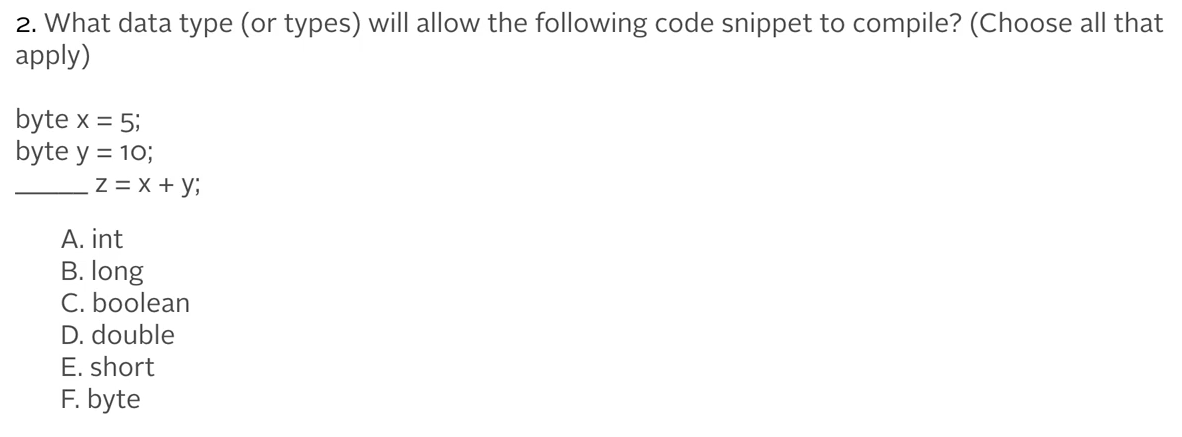 2. What data type (or types) will allow the following code snippet to compile? (Choose all that
apply)
byte x = 5;
byte y = 10;
_____ z = x + y;
A. int
B. long
C. boolean
D. double
E. short
F. byte